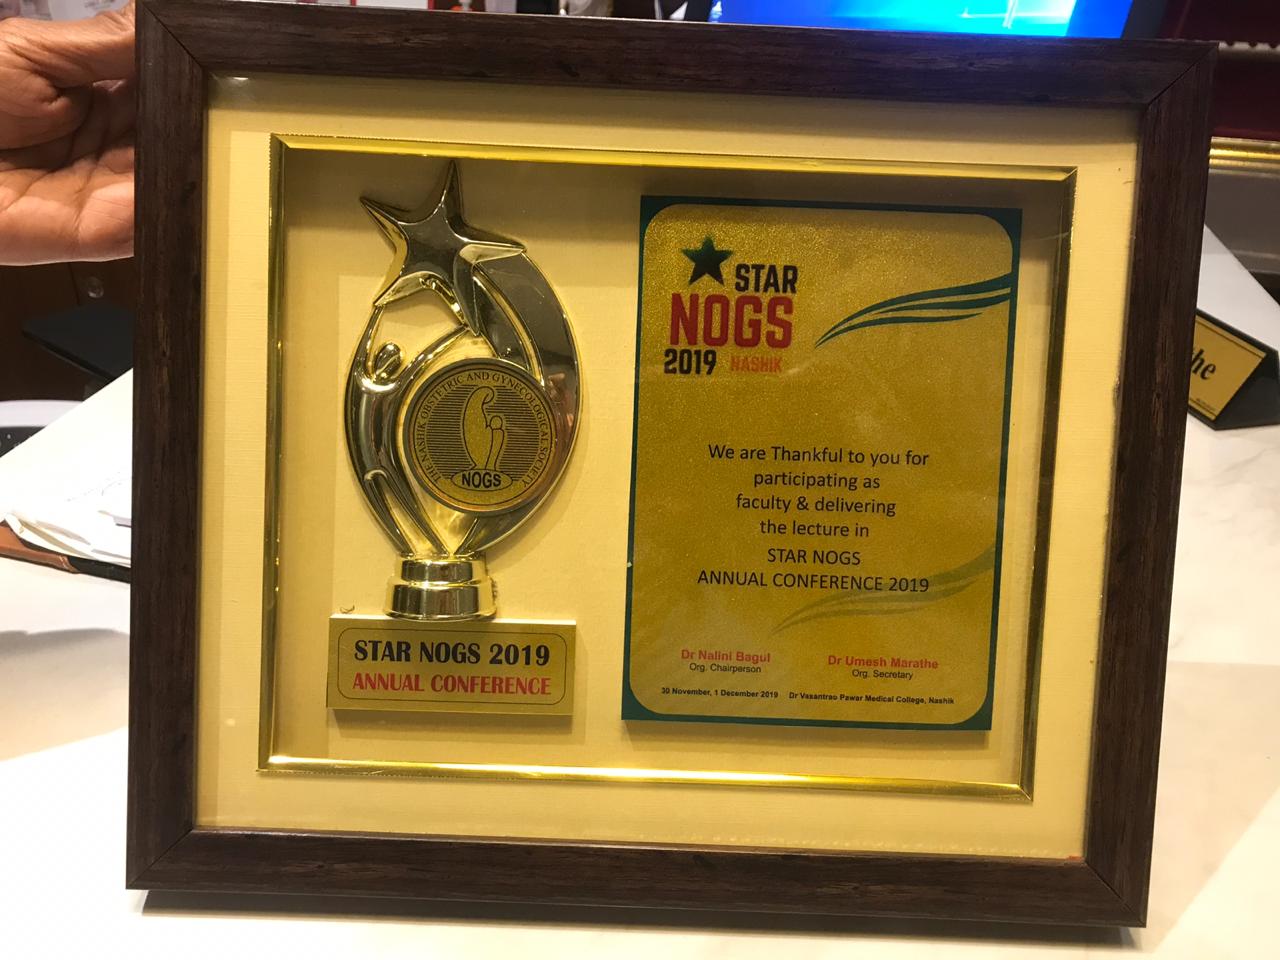 THE NASHIK OBSTETRIC AND GYNECOLOGICAL SOCIETY
NOGS
STAR NOGS 2019
ANNUAL CONFERENCE
STAR
NOGS
2019 NASHIK
We are Thankful to you for
participating as
faculty & delivering
the lecture in
STAR NOGS
ANNUAL CONFERENCE 2019
Dr Nalini Bagul Dr Umesh Marathe
Org. Chairperson Org. Secretary
30 November, 1 December 2019 Dr Vasantrao Pawar Medical College, Nashik